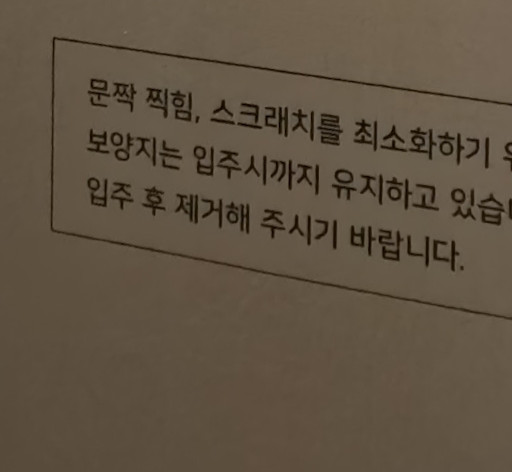 문짝 찍힘, 스크래치를 최소화하기
보양지는 입주시까지 유지하고 있습
입주 후 제거해 주시기 바랍니다.